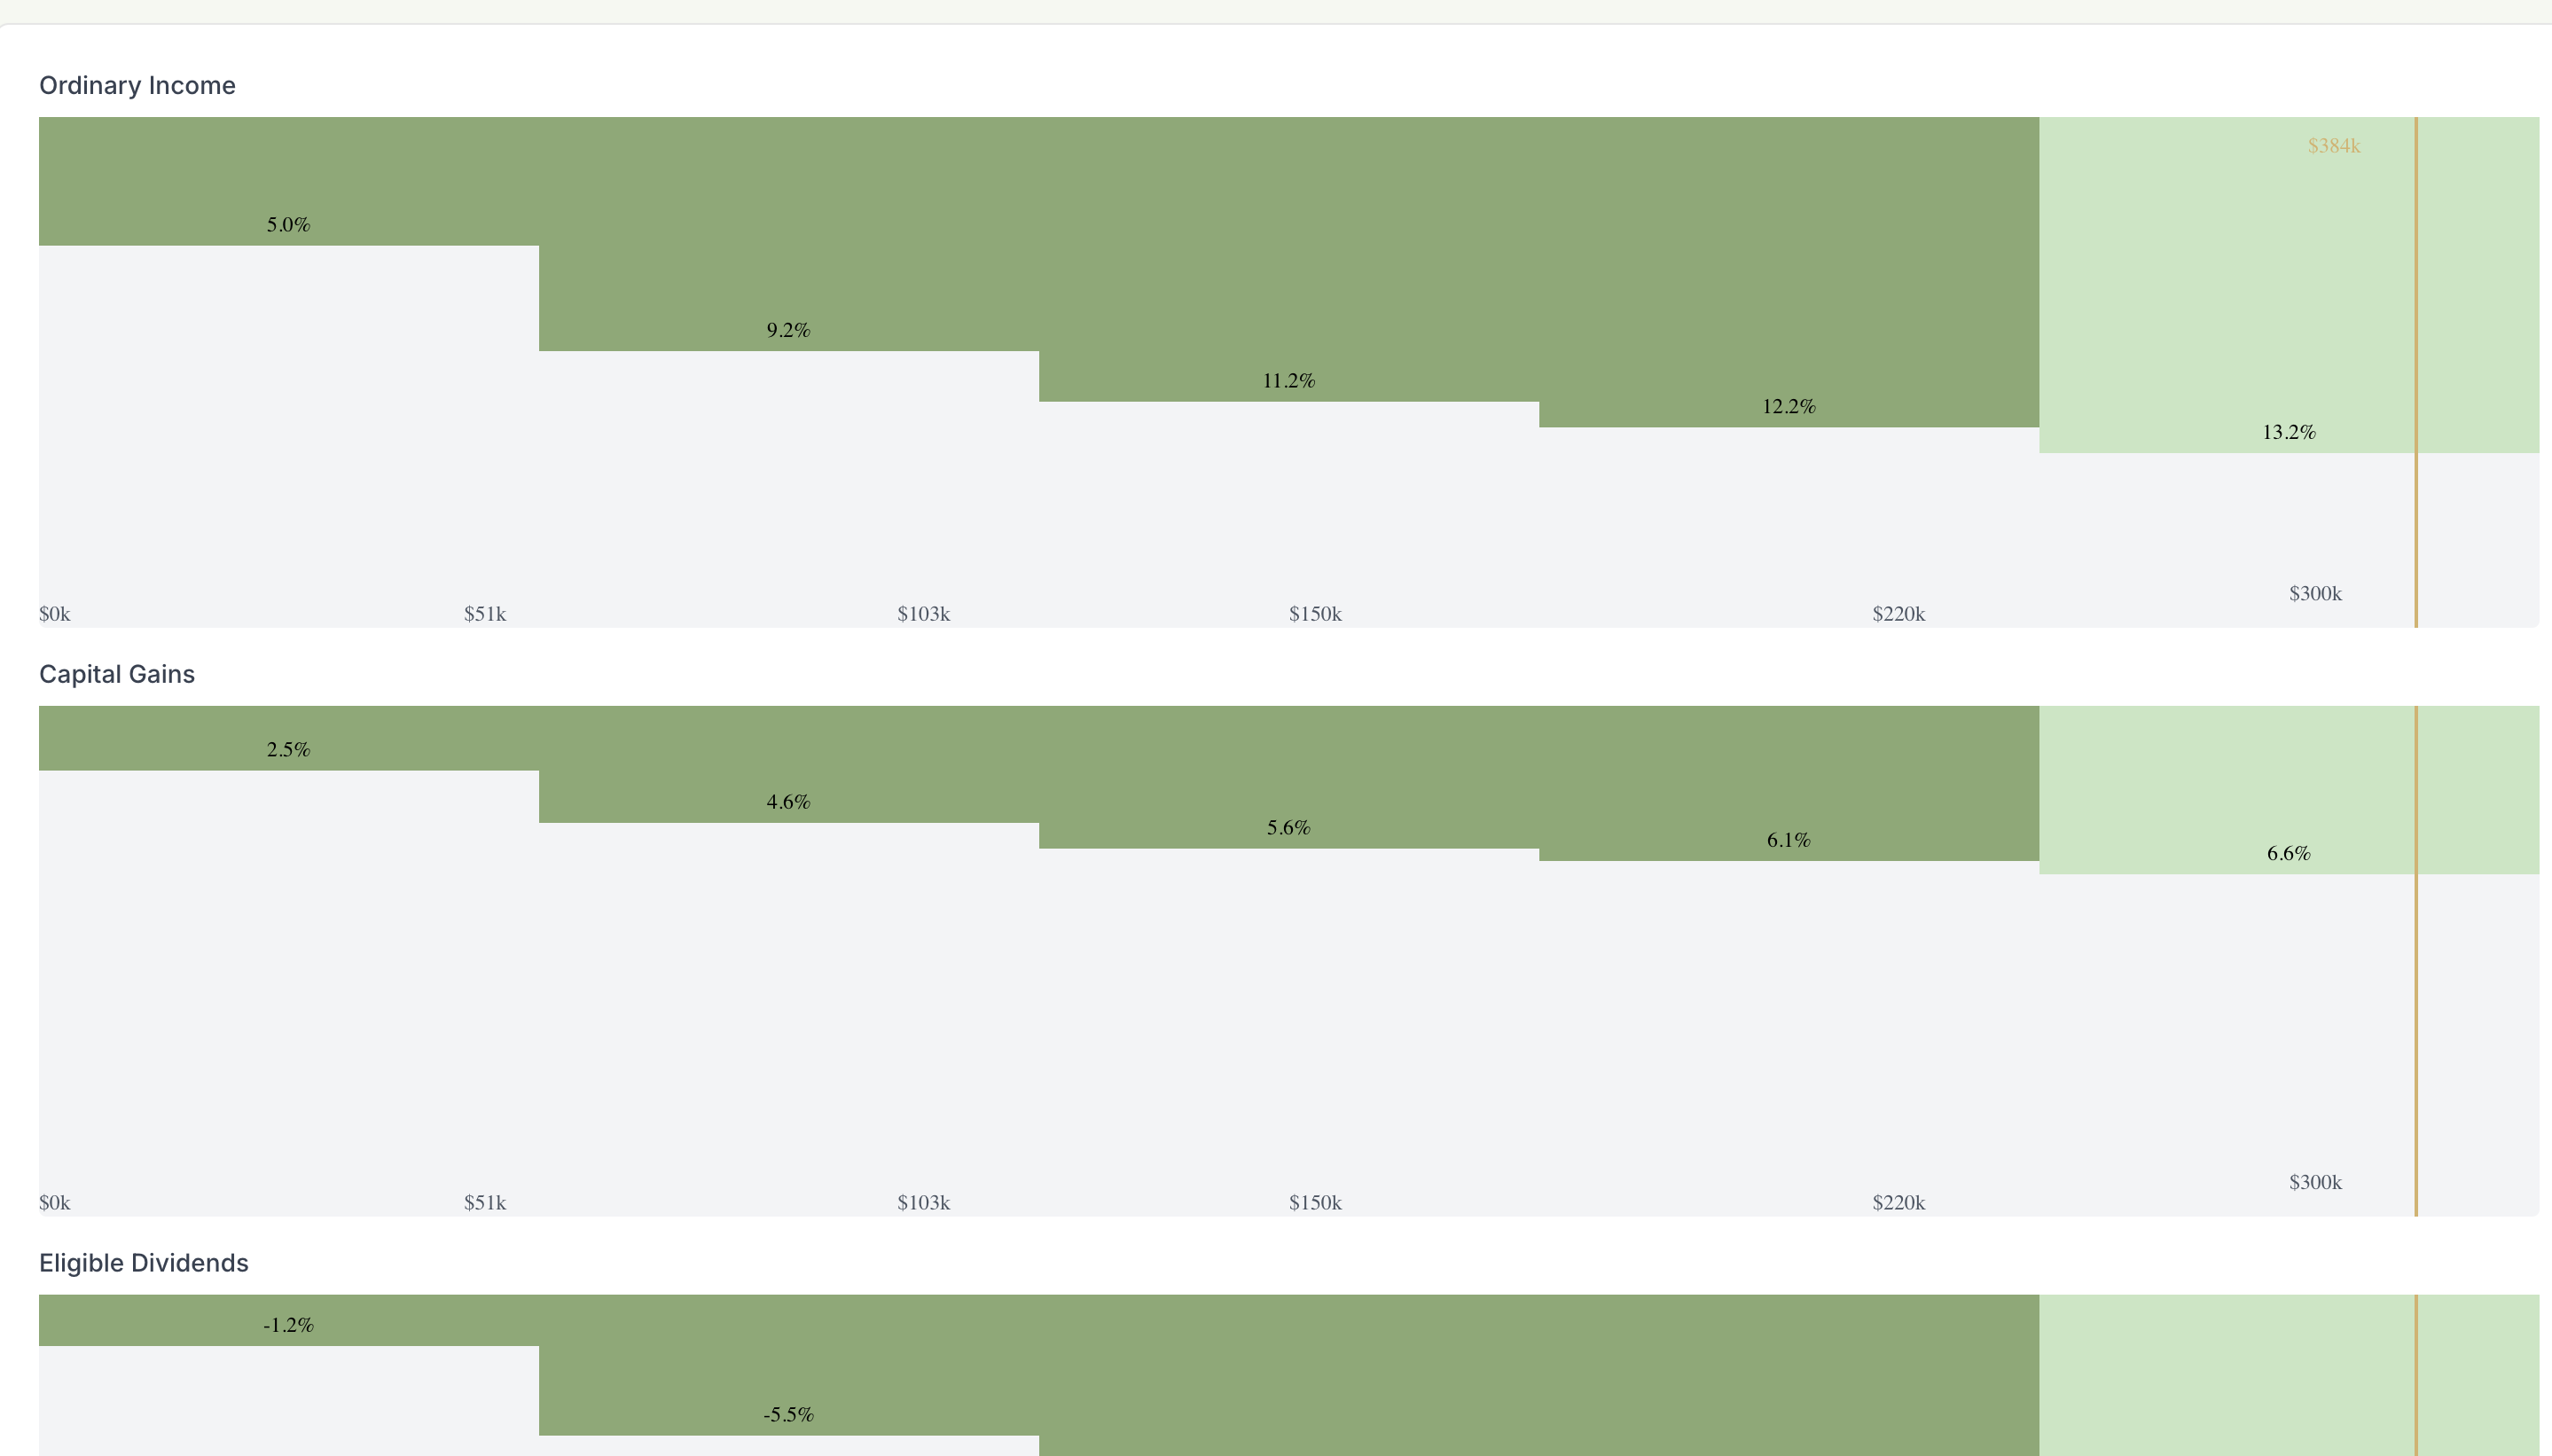 Ordinary Income
$384k
5.0%
9.2%
11.2%
12.2%
13.2%
$300k
$0k $51k $103k $150k $220k
Capital Gains
2.5%
4.6%
5.6%
6.1%
6.6%
$300k
$0k $51k $103k $150k $220k
Eligible Dividends
-1.2%
-5.5%